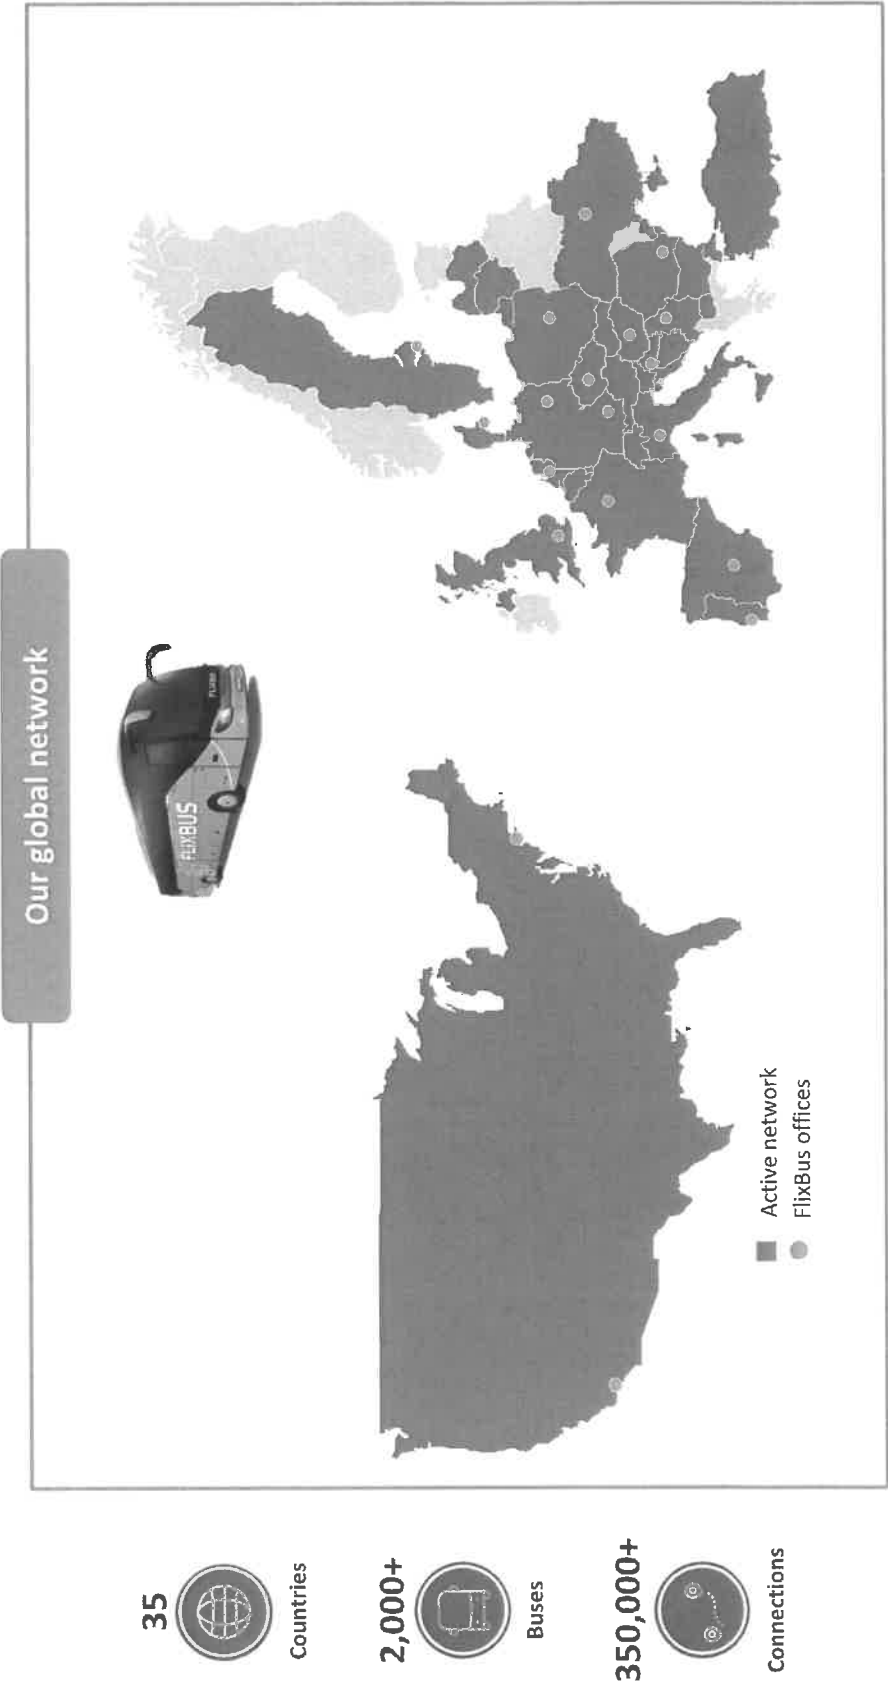 Our global network
35
Countries
2,000+
Buses
350,000+
Connections
FLIXBUS
Active network
FlixBus offices